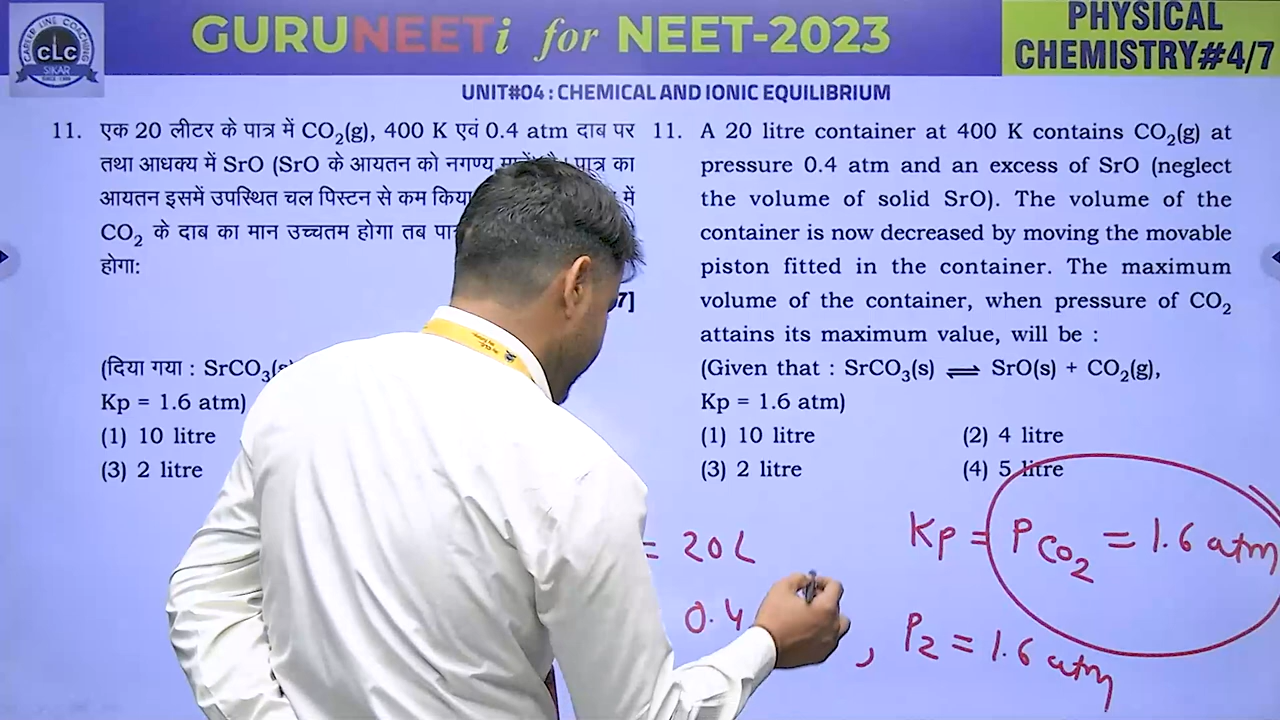 GURUNEETi for NEET-2023
PHYSICAL
CHEMISTRY#4/7
CAREER LINE COACHING
CLC
SIKAR
UNIT#04 : CHEMICAL AND IONIC EQUILIBRIUM
11. एक 20 लीटर के पात्र में CO₂(g), 400 K एवं 0.4 atm दाब पर
तथा आधक्य में SrO (SrO के आयतन को नगण्य पात्र का
आयतन इसमें उपस्थित चल पिस्टन से कम किया में
CO₂ के दाब का मान उच्चतम होगा तब
होगा:
7]
(दिया गया : SrCO₃(s)
Kp = 1.6 atm)
(1) 10 litre
(3) 2 litre
11. A 20 litre container at 400 K contains CO₂(g) at
pressure 0.4 atm and an excess of SrO (neglect
the volume of solid SrO). The volume of the
container is now decreased by moving the movable
piston fitted in the container. The maximum
volume of the container, when pressure of CO₂
attains its maximum value, will be :
(Given that : SrCO₃(s) ⇌ SrO(s) + CO₂(g),
Kp = 1.6 atm)
(1) 10 litre (2) 4 litre
(3) 2 litre (4) 5 litre
Kp = PCO₂ = 1.6 atm
= 20 L
0.4 , P₂ = 1.6 atm